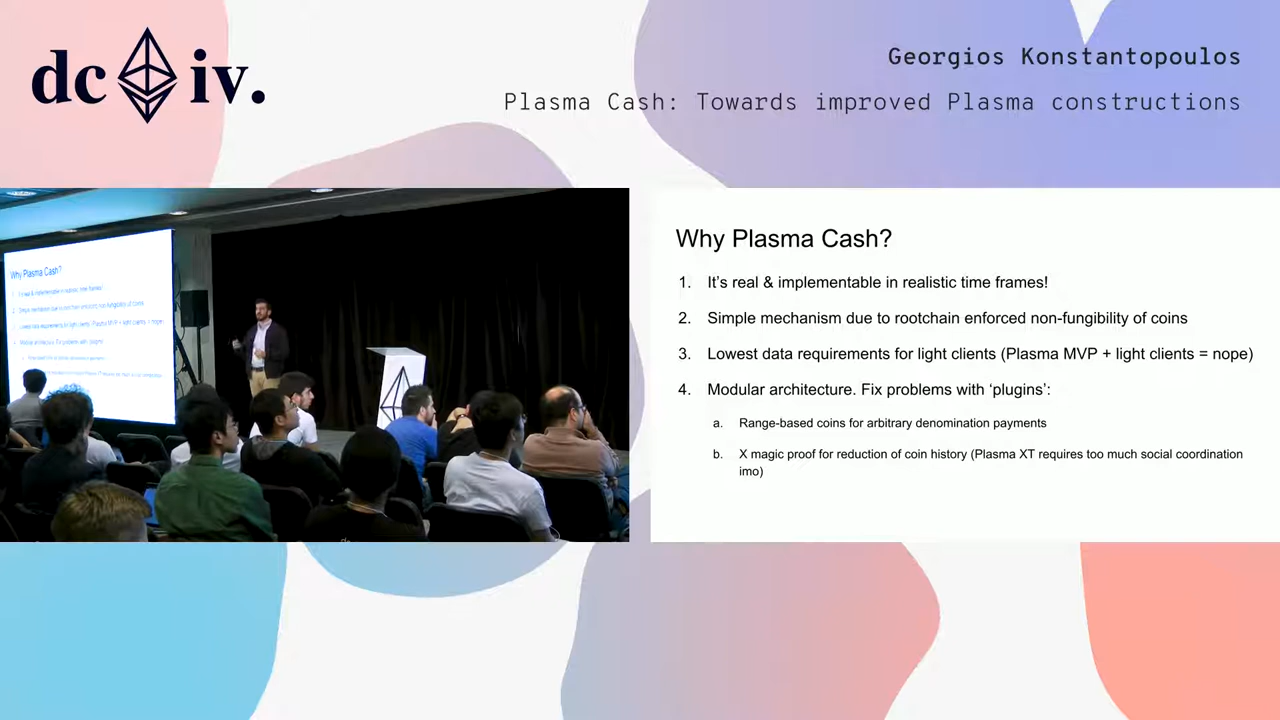 dc iv.
Georgios Konstantopoulos
Plasma Cash: Towards improved Plasma constructions
Why Plasma Cash?
Why Plasma Cash?
1. It's real & implementable in realistic time frames!
2. Simple mechanism due to rootchain enforced non-fungibility of coins
3. Lowest data requirements for light clients (Plasma MVP + light clients = nope)
4. Modular architecture. Fix problems with 'plugins':
a. Range-based coins for arbitrary denomination payments
b. X magic proof for reduction of coin history (Plasma XT requires too much social coordination
imo)